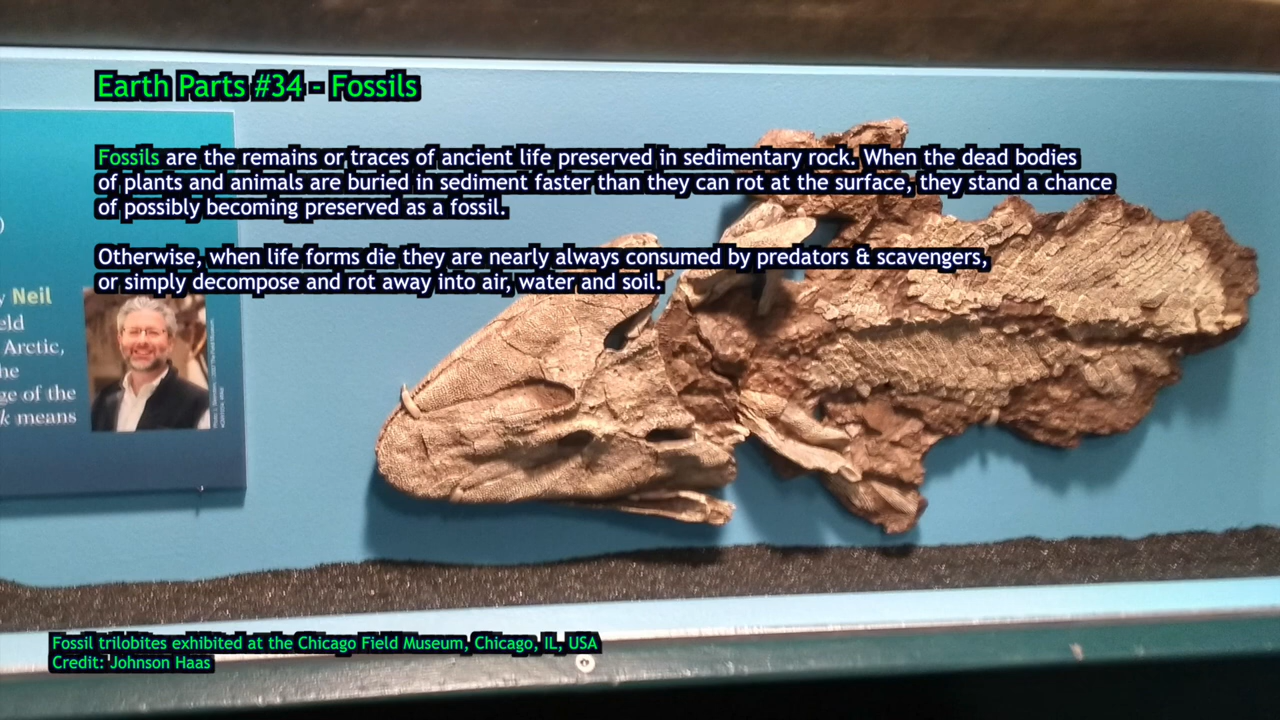 Earth Parts #34 - Fossils
Fossils are the remains or traces of ancient life preserved in sedimentary rock. When the dead bodies
of plants and animals are buried in sediment faster than they can rot at the surface, they stand a chance
of possibly becoming preserved as a fossil.
Otherwise, when life forms die they are nearly always consumed by predators & scavengers,
or simply decompose and rot away into air, water and soil.
)
y Neil
eld
Arctic,
he
ge of the
k means
Fossil trilobites exhibited at the Chicago Field Museum, Chicago, IL, USA
Credit: Johnson Haas